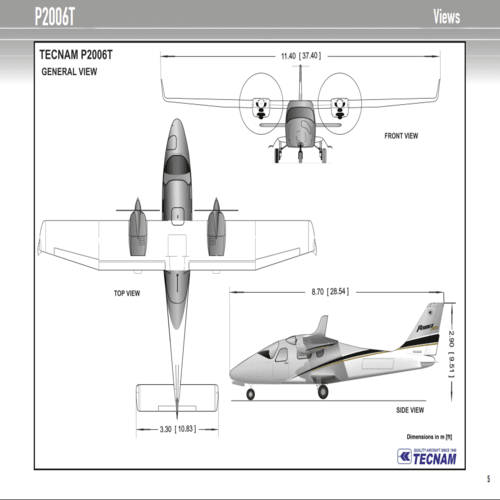 P2006T
Views
TECNAM P2006T
GENERAL VIEW
11.40 [ 37.40]
FRONT VIEW
TOP VIEW
8.70 [ 28.54 ]
2.90 [ 9.51 ]
3.30 [ 10.83]
SIDE VIEW
Dimensions in m [ft]
QUALITY AIRCRAFT SINCE 1948
TECNAM
5